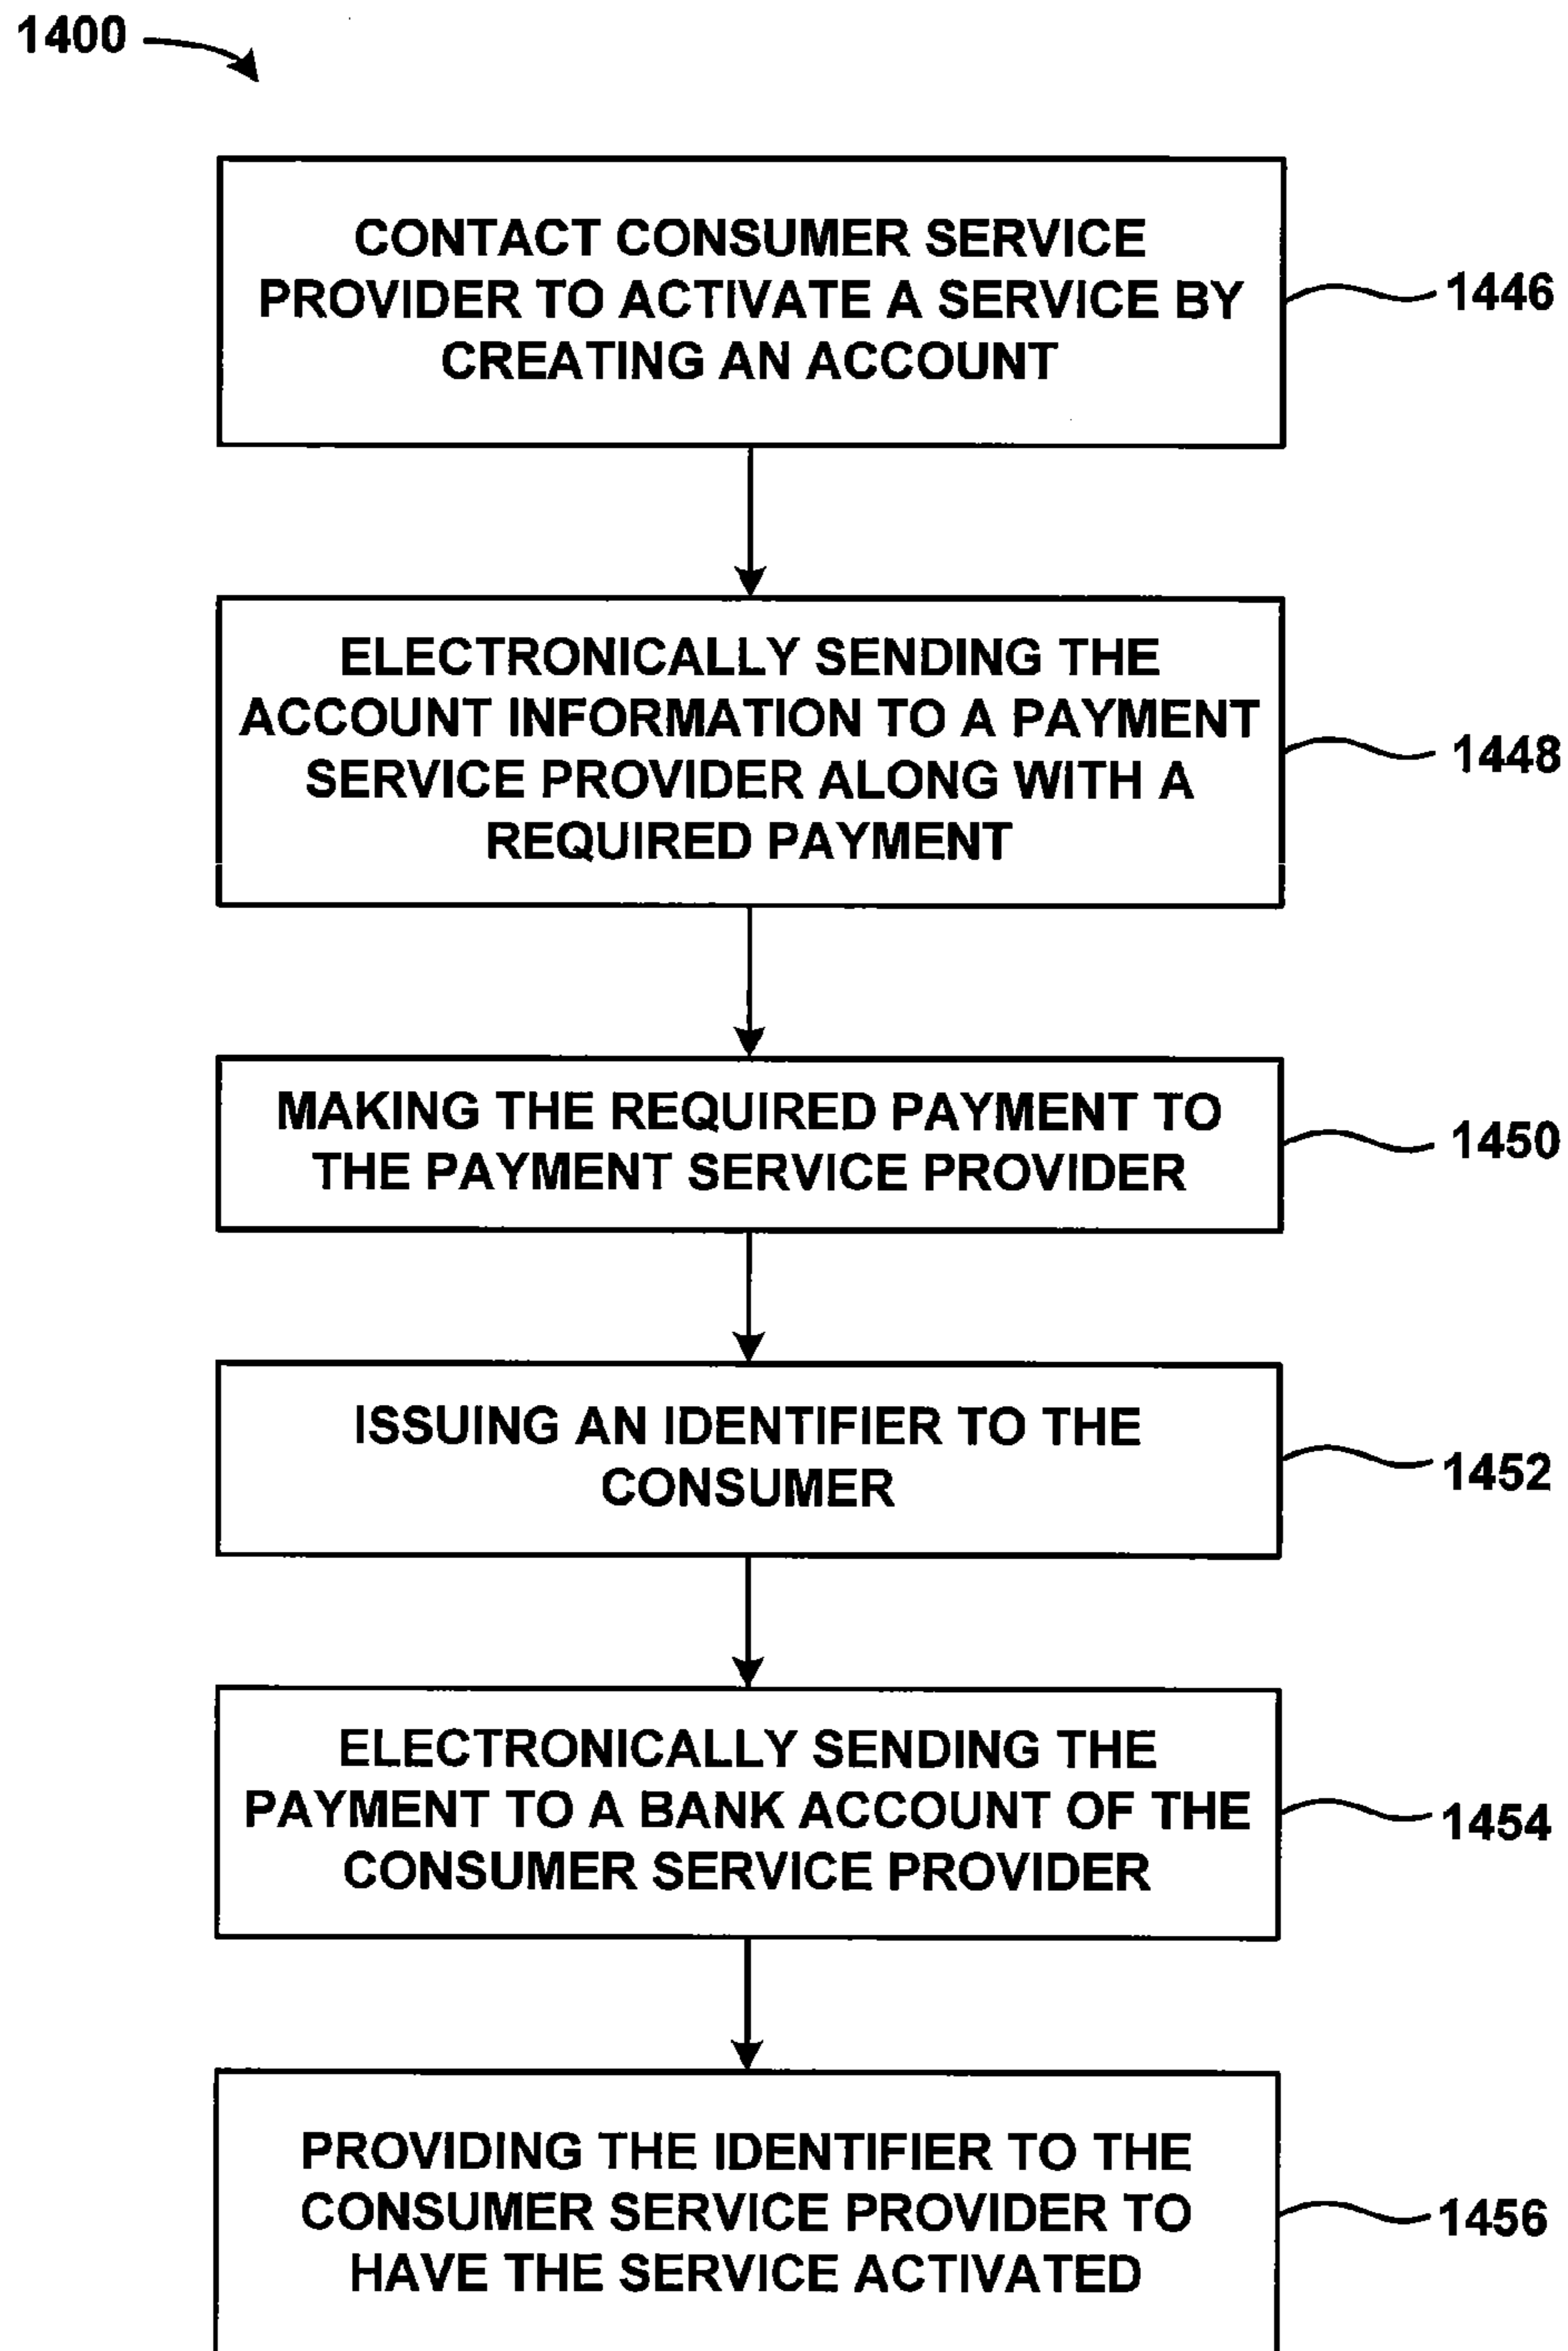 1400
CONTACT CONSUMER SERVICE
PROVIDER TO ACTIVATE A SERVICE BY
CREATING AN ACCOUNT
1446
ELECTRONICALLY SENDING THE
ACCOUNT INFORMATION TO A PAYMENT
SERVICE PROVIDER ALONG WITH A
REQUIRED PAYMENT
1448
MAKING THE REQUIRED PAYMENT TO
THE PAYMENT SERVICE PROVIDER
1450
ISSUING AN IDENTIFIER TO THE
CONSUMER
1452
ELECTRONICALLY SENDING THE
PAYMENT TO A BANK ACCOUNT OF THE
CONSUMER SERVICE PROVIDER
1454
PROVIDING THE IDENTIFIER TO THE
CONSUMER SERVICE PROVIDER TO
HAVE THE SERVICE ACTIVATED
1456